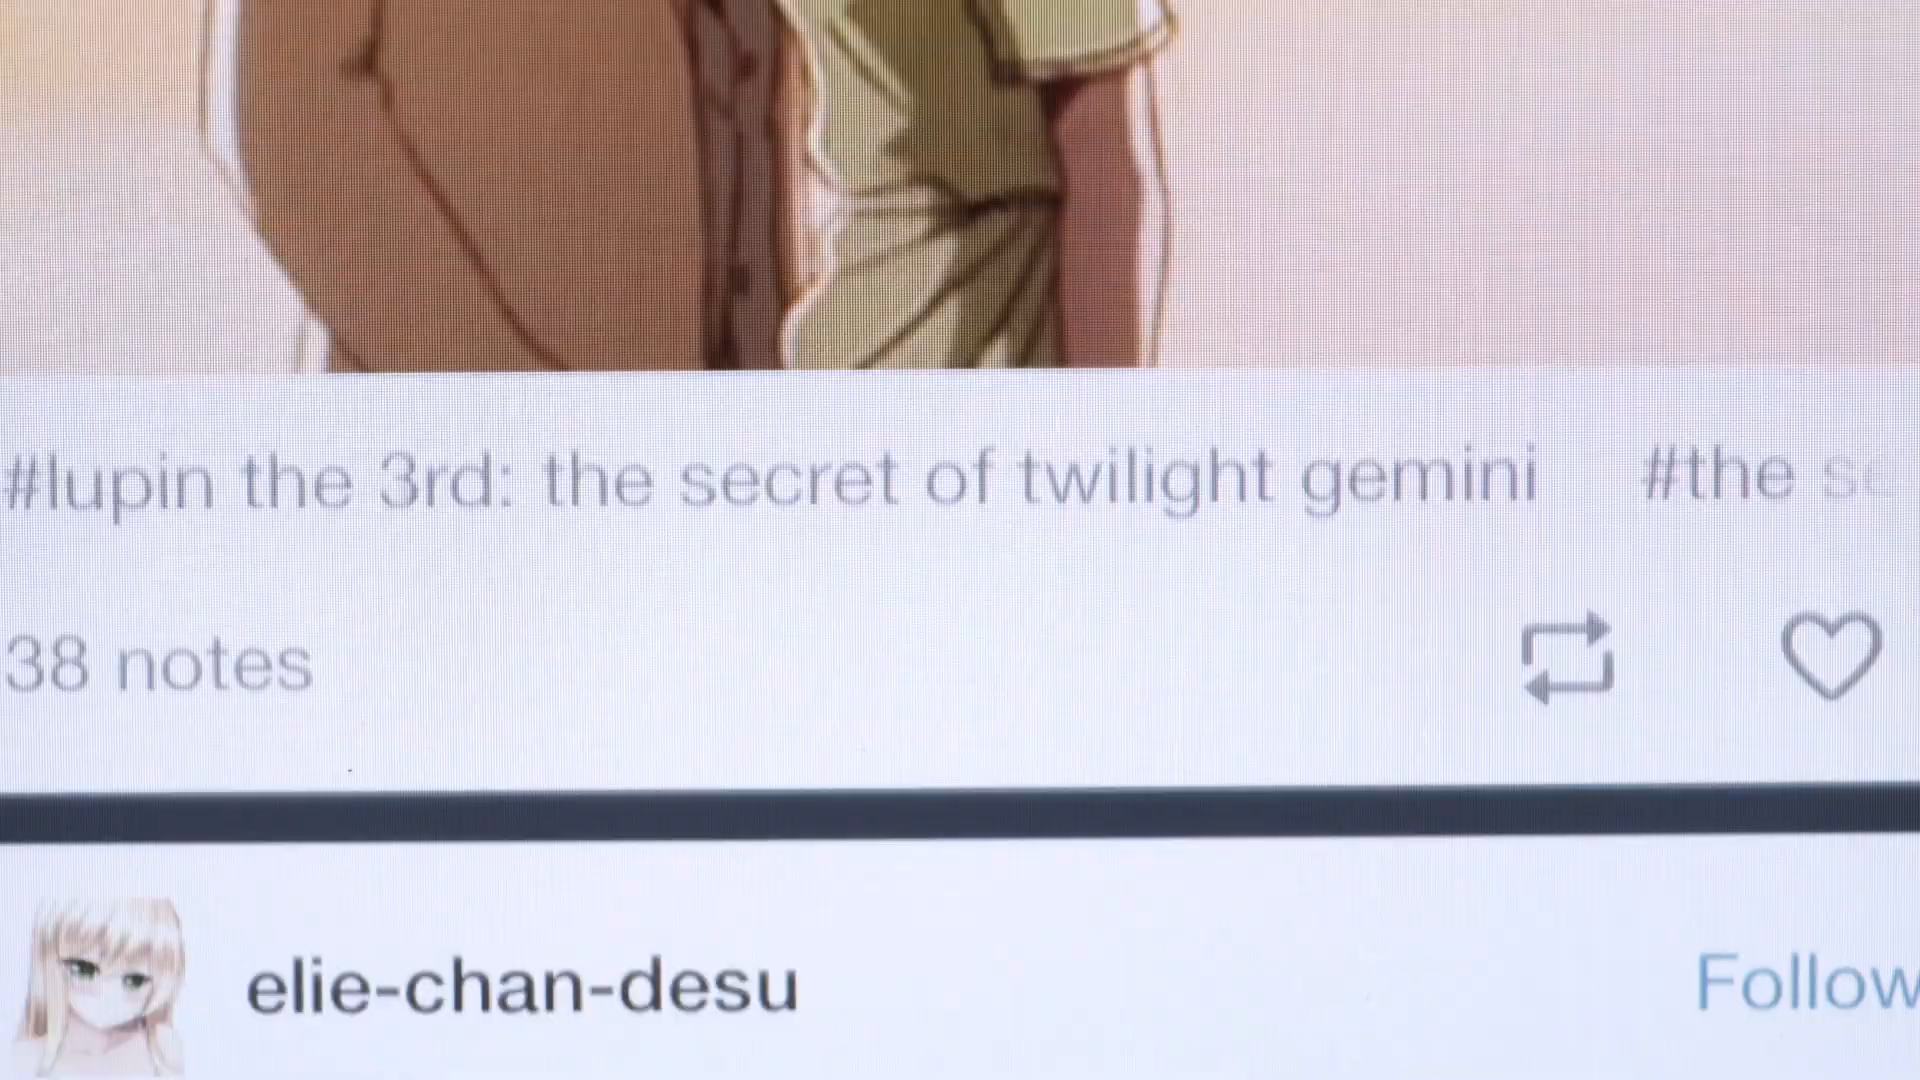 #lupin the 3rd: the secret of twilight gemini #the
38 notes
elie-chan-desu
Follow